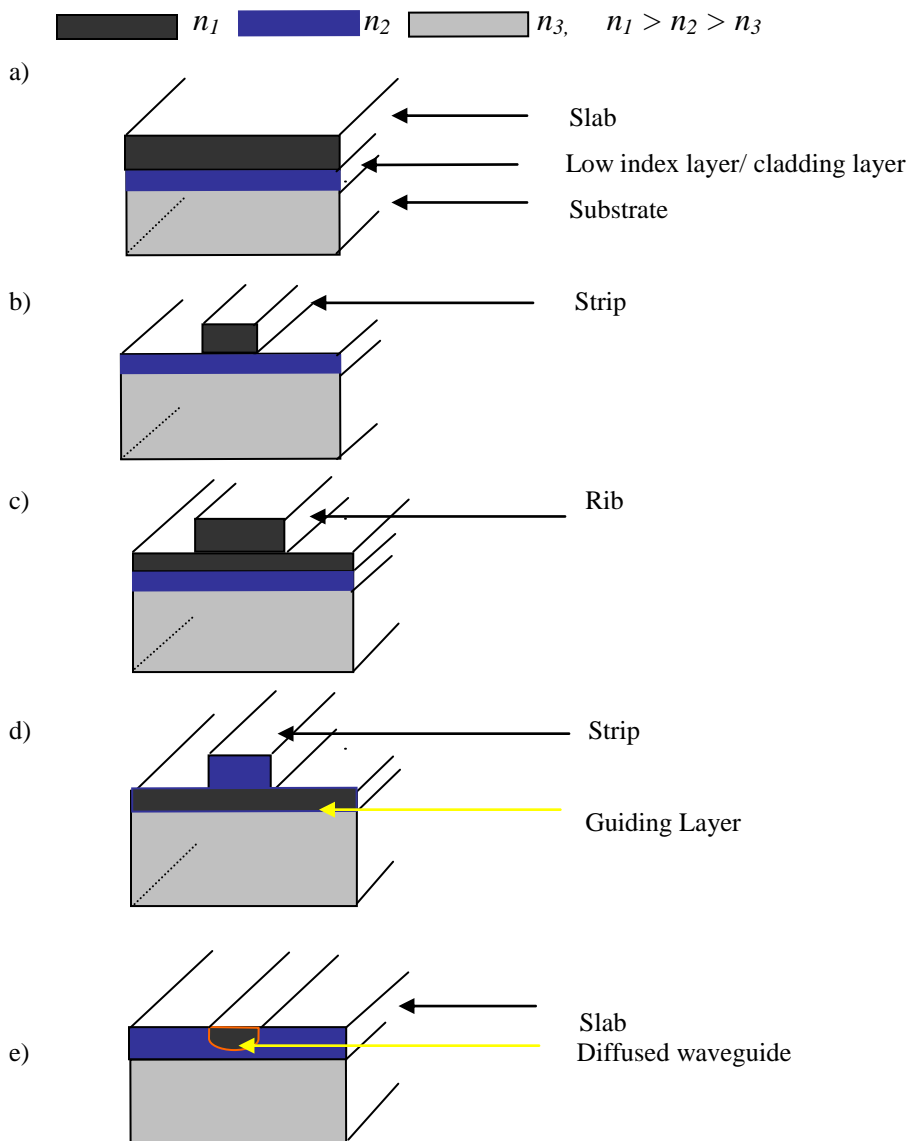 n1 n2 n3, n1 > n2 > n3
a)
Slab
Low index layer/ cladding layer
Substrate
b)
Strip
c)
Rib
d)
Strip
Guiding Layer
Slab
e)
Diffused waveguide